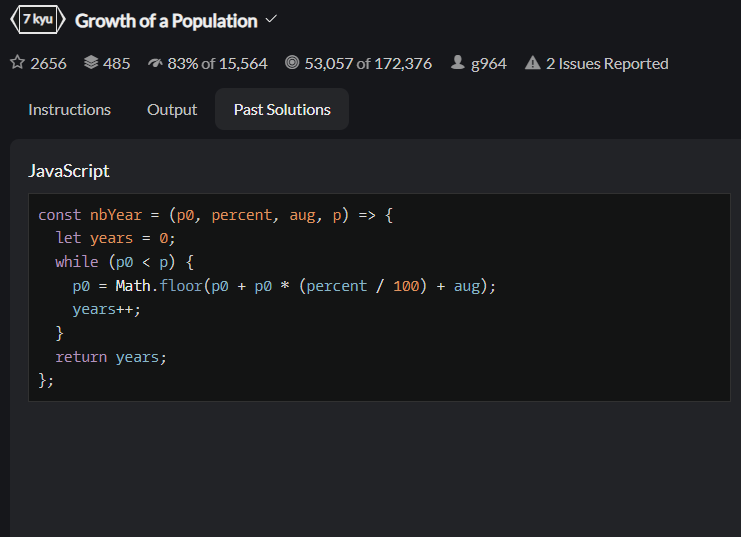 7 kyu Growth of a Population
2656 485 83% of 15,564 53,057 of 172,376 g964 2 Issues Reported
Instructions Output Past Solutions
JavaScript
const nbYear = (p0, percent, aug, p) => {
  let years = 0;
  while (p0 < p) {
    p0 = Math.floor(p0 + p0 * (percent / 100) + aug);
    years++;
  }
  return years;
};